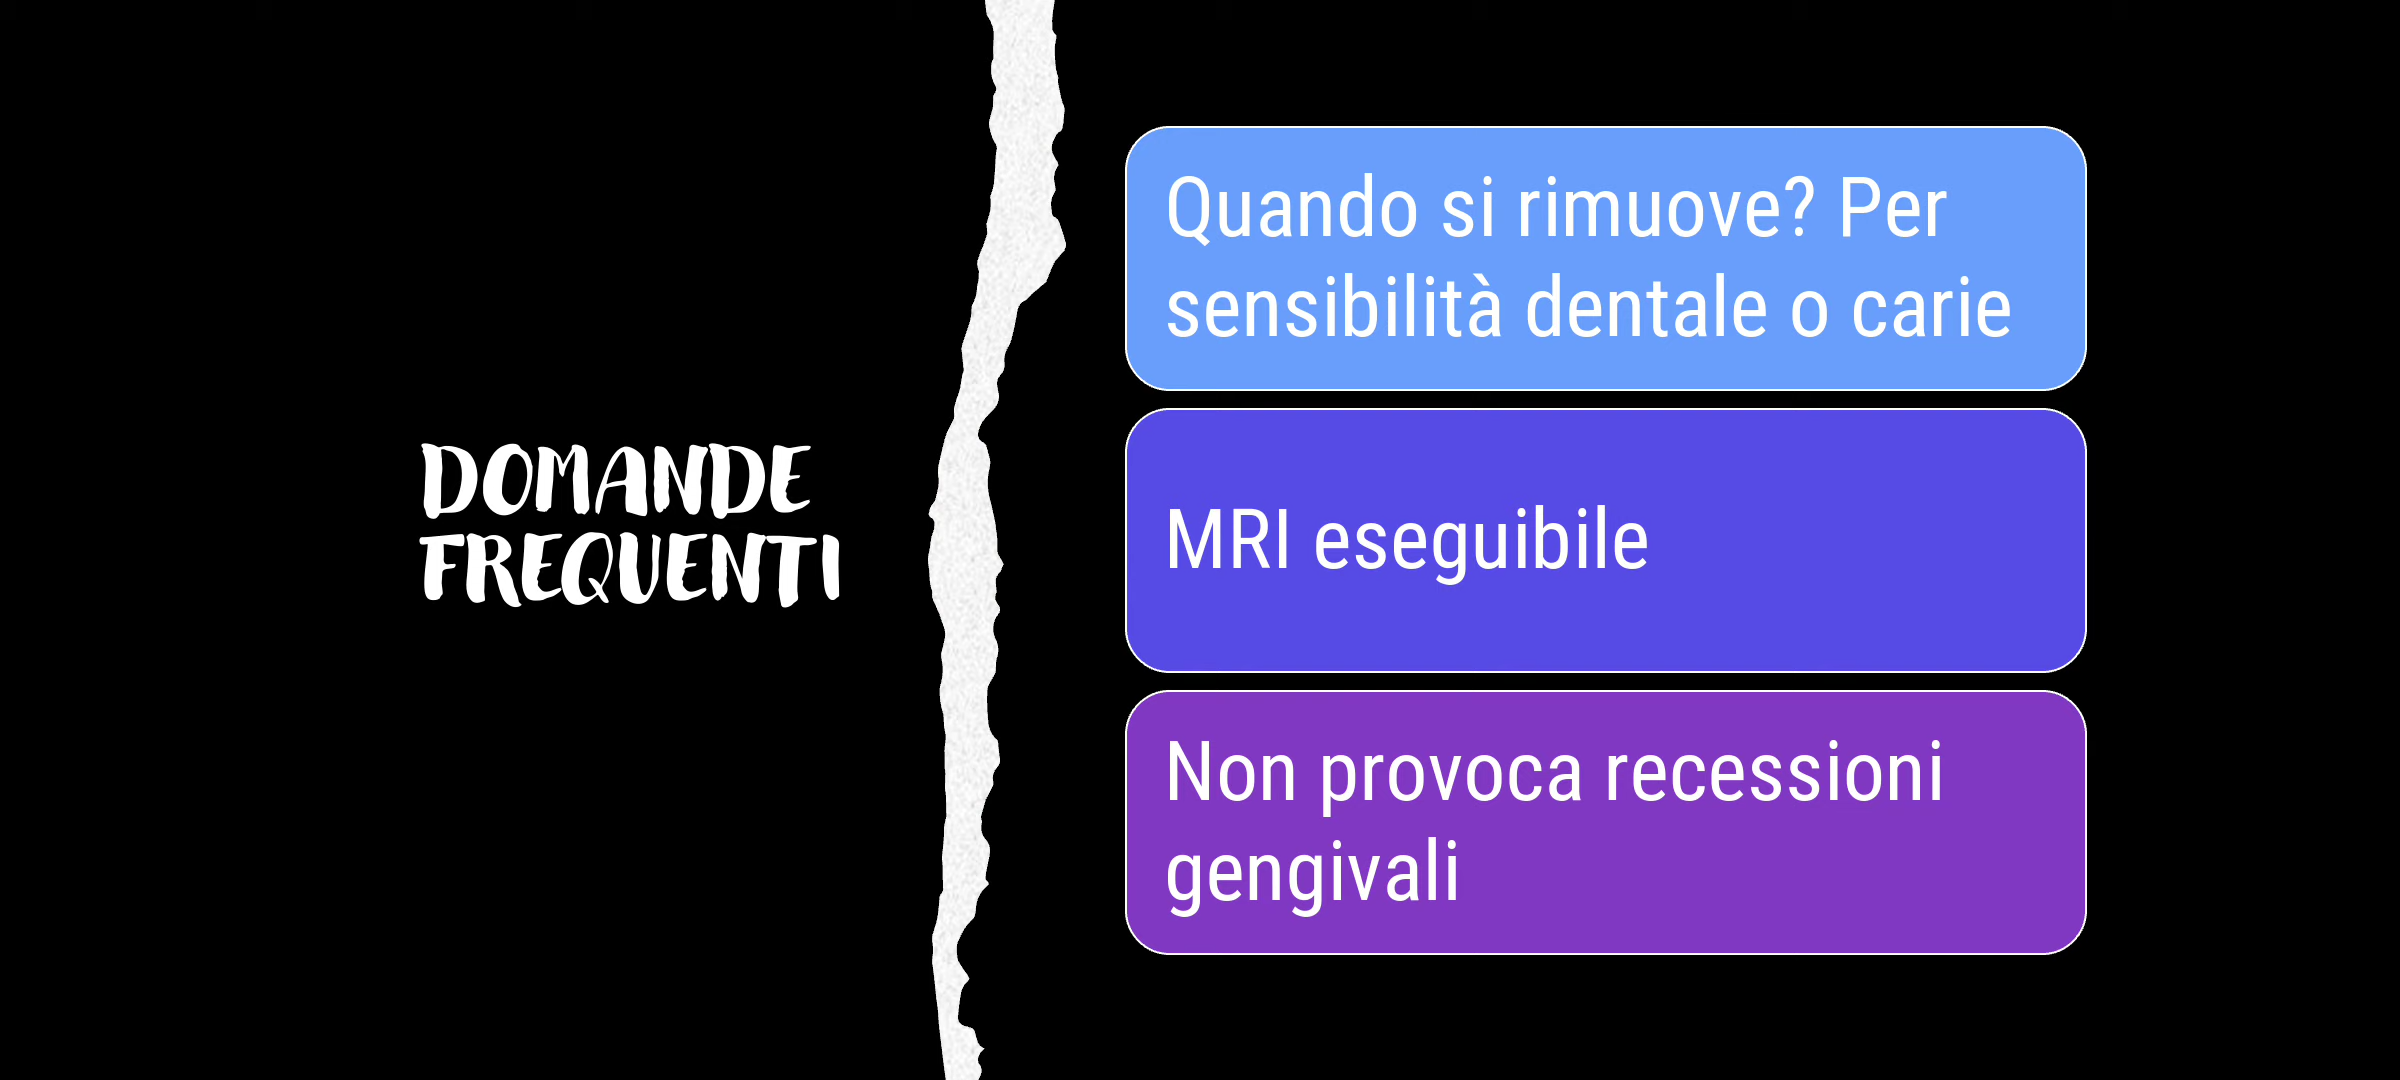 DOMANDE
FREQUENTI
Quando si rimuove? Per
sensibilità dentale o carie
MRI eseguibile
Non provoca recessioni
gengivali